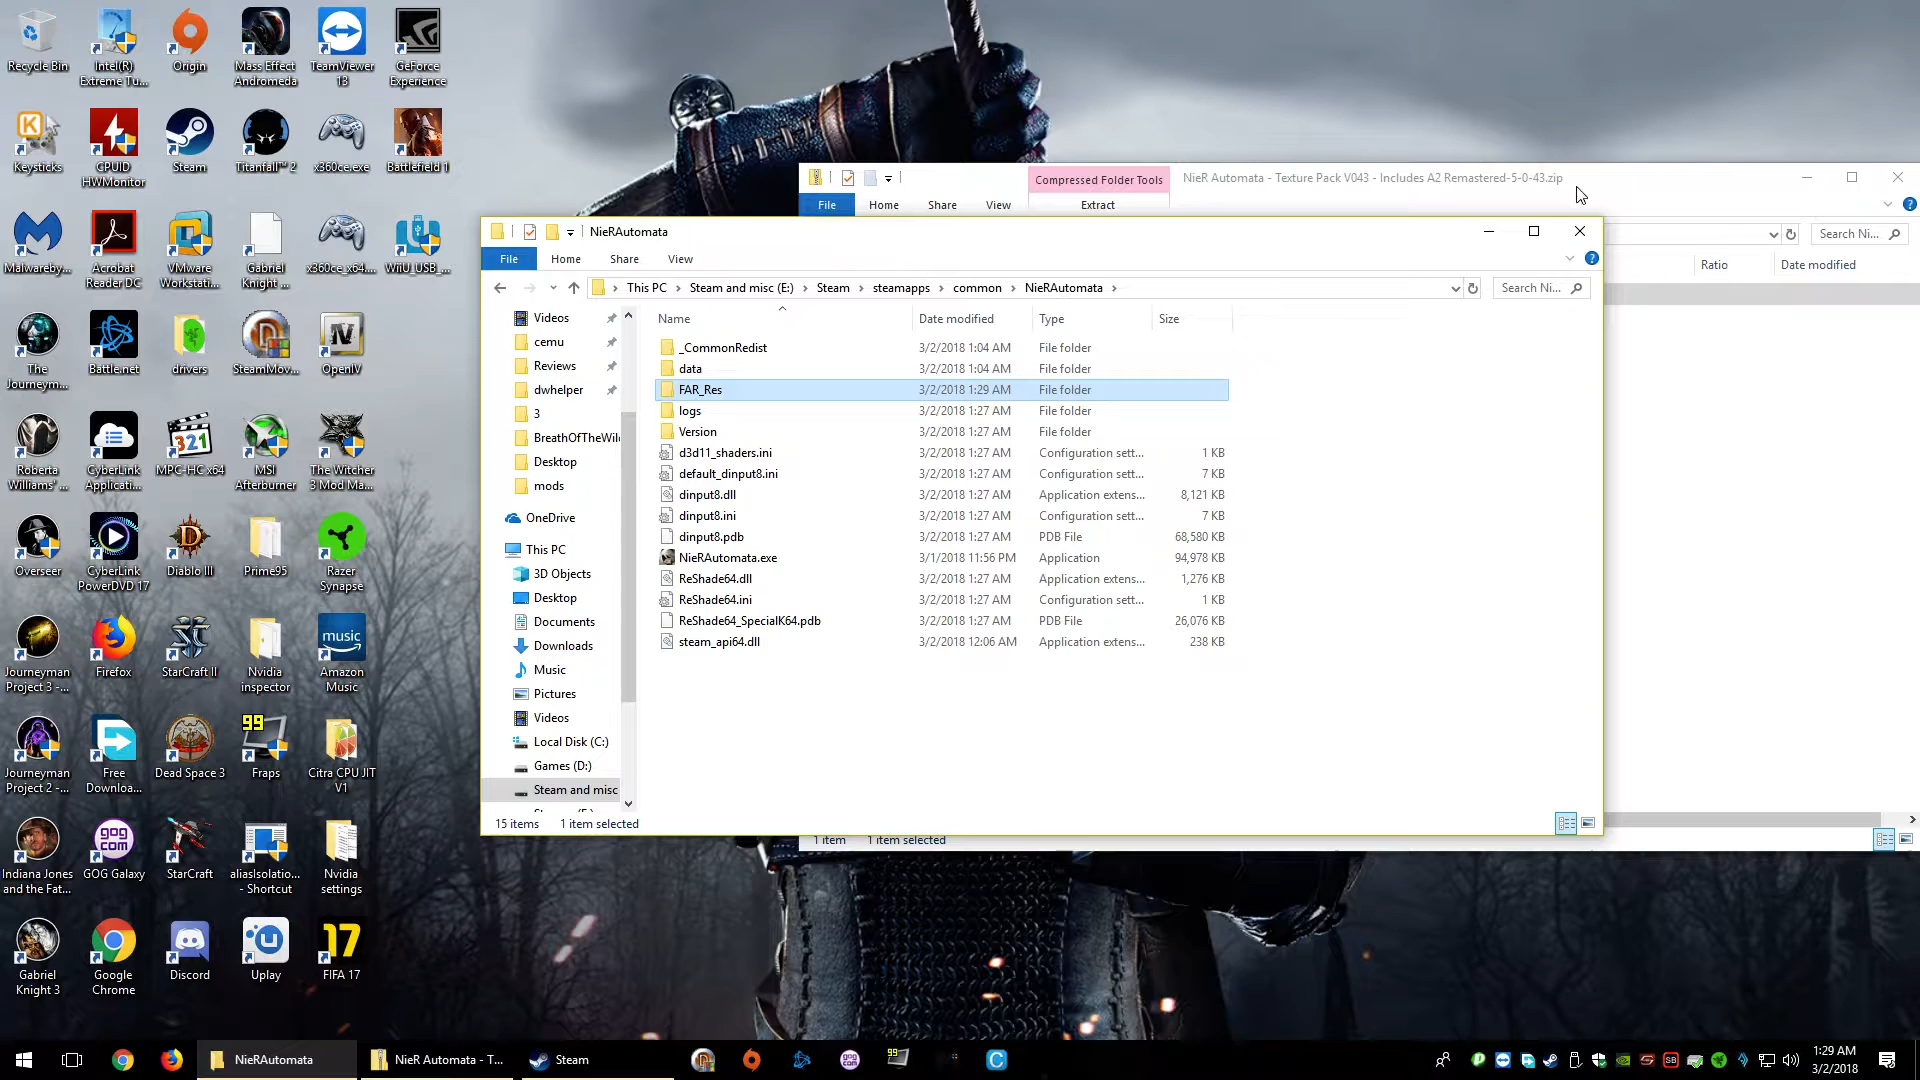 Recycle Bin
Intel(R)
Extreme Tu...
Origin
Mass Effect
Andromeda
TeamViewer
13
GeForce
Experience
Keysticks
CPUID
HWMonitor
Steam
Titanfall™ 2
x360ce.exe
Battlefield 1
Malwareby...
Acrobat
Reader DC
VMware
Workstati...
Gabriel
Knight ...
x360ce_x64....
WiiU_USB_...
The
Journeym...
Battle.net
drivers
SteamMov...
OpenIV
Roberta
Williams' ...
CyberLink
Applicati...
MPC-HC x64
MSI
Afterburner
The Witcher
3 Mod Ma...
Overseer
CyberLink
PowerDVD 17
Diablo III
Prime95
Razer
Synapse
Journeyman
Project 3 -...
Firefox
StarCraft II
Nvidia
inspector
music
Amazon
Music
Journeyman
Project 2 -...
Free
Downloa...
Dead Space 3
99
Fraps
Citra CPU JIT
V1
Indiana Jones
and the Fat...
gog
com
GOG Galaxy
StarCraft
aliasIsolatio...
- Shortcut
Nvidia
settings
Gabriel
Knight 3
Google
Chrome
Discord
Uplay
17
FIFA 17
Compressed Folder Tools
NieR Automata - Texture Pack V043 - Includes A2 Remastered-5-0-43.zip
File
Home
Share
View
Extract
Search Ni...
Ratio
Date modified
1 item
1 item selected
NieRAutomata
File
Home
Share
View
This PC
Steam and misc (E:)
Steam
steamapps
common
NieRAutomata
Search Ni...
Videos
cemu
Reviews
dwhelper
3
BreathOfTheWil
Desktop
mods
OneDrive
This PC
3D Objects
Desktop
Documents
Downloads
Music
Pictures
Videos
Local Disk (C:)
Games (D:)
Steam and misc
Name Date modified Type Size
_CommonRedist 3/2/2018 1:04 AM File folder
data 3/2/2018 1:04 AM File folder
FAR_Res 3/2/2018 1:29 AM File folder
logs 3/2/2018 1:27 AM File folder
Version 3/2/2018 1:27 AM File folder
d3d11_shaders.ini 3/2/2018 1:27 AM Configuration sett... 1 KB
default_dinput8.ini 3/2/2018 1:27 AM Configuration sett... 7 KB
dinput8.dll 3/2/2018 1:27 AM Application extens... 8,121 KB
dinput8.ini 3/2/2018 1:27 AM Configuration sett... 7 KB
dinput8.pdb 3/2/2018 1:27 AM PDB File 68,580 KB
NieRAutomata.exe 3/1/2018 11:56 PM Application 94,978 KB
ReShade64.dll 3/2/2018 1:27 AM Application extens... 1,276 KB
ReShade64.ini 3/2/2018 1:27 AM Configuration sett... 1 KB
ReShade64_SpecialK64.pdb 3/2/2018 1:27 AM PDB File 26,076 KB
steam_api64.dll 3/2/2018 12:06 AM Application extens... 238 KB
15 items
1 item selected
NieRAutomata
NieR Automata - T...
Steam
1:29 AM
3/2/2018